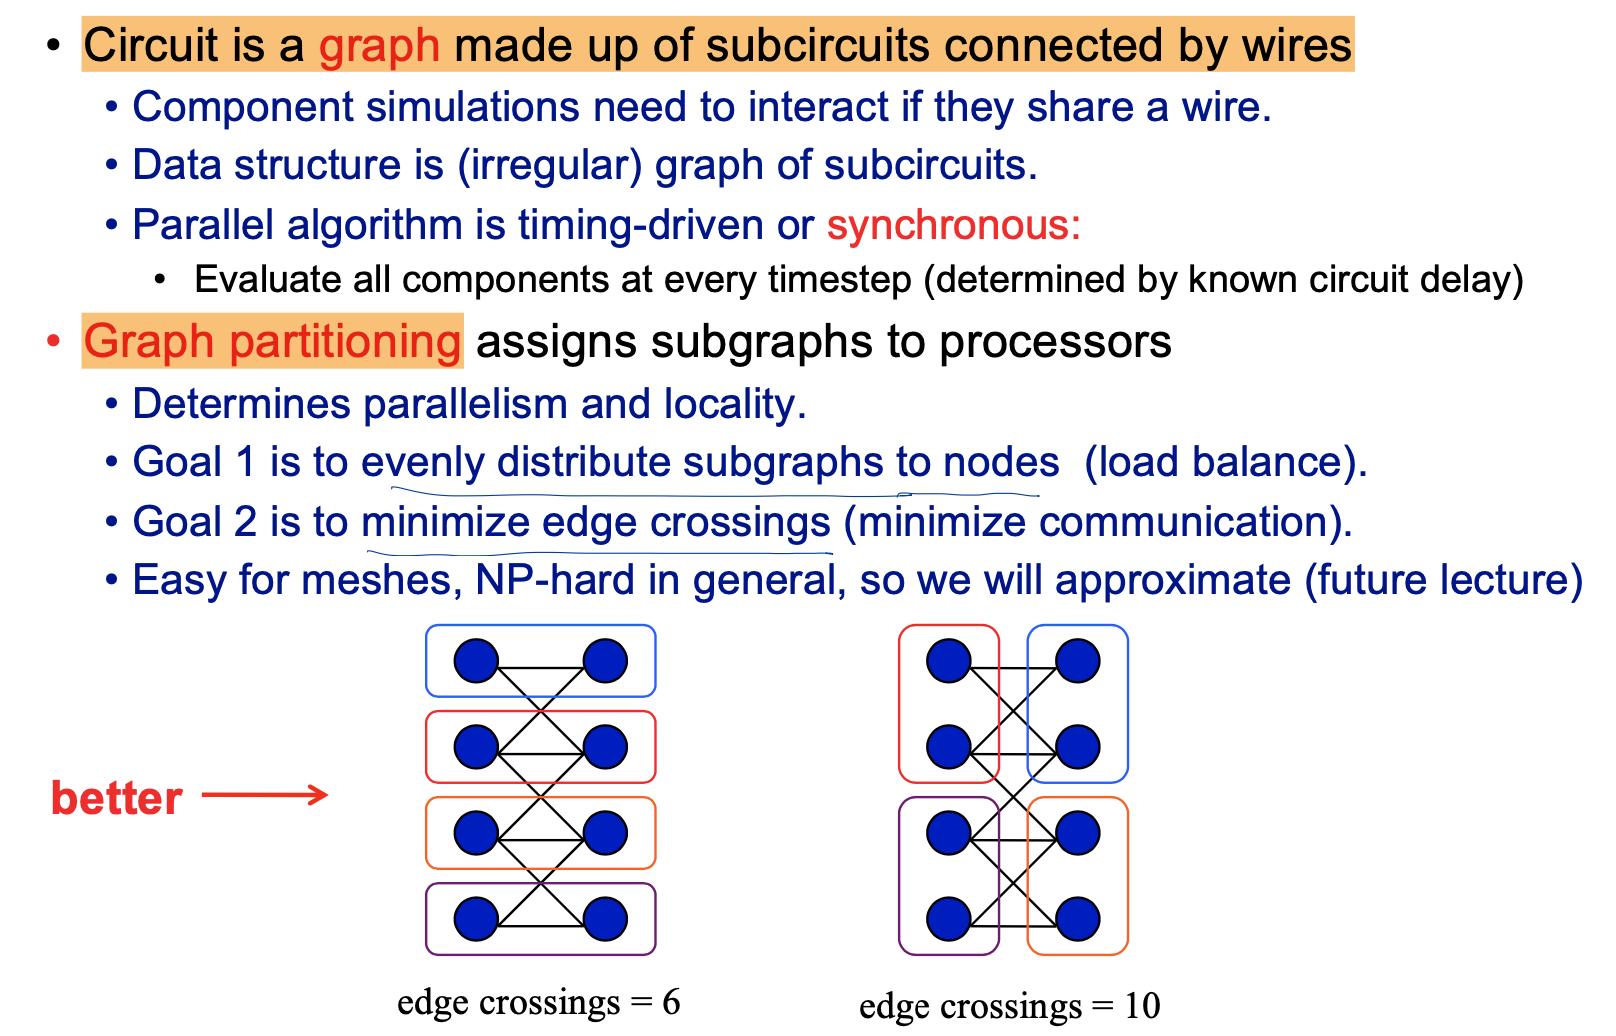 • Circuit is a graph made up of subcircuits connected by wires
• Component simulations need to interact if they share a wire.
• Data structure is (irregular) graph of subcircuits.
• Parallel algorithm is timing-driven or synchronous:
• Evaluate all components at every timestep (determined by known circuit delay)
• Graph partitioning assigns subgraphs to processors
• Determines parallelism and locality.
• Goal 1 is to evenly distribute subgraphs to nodes (load balance).
• Goal 2 is to minimize edge crossings (minimize communication).
• Easy for meshes, NP-hard in general, so we will approximate (future lecture)
better
edge crossings = 6
edge crossings = 10